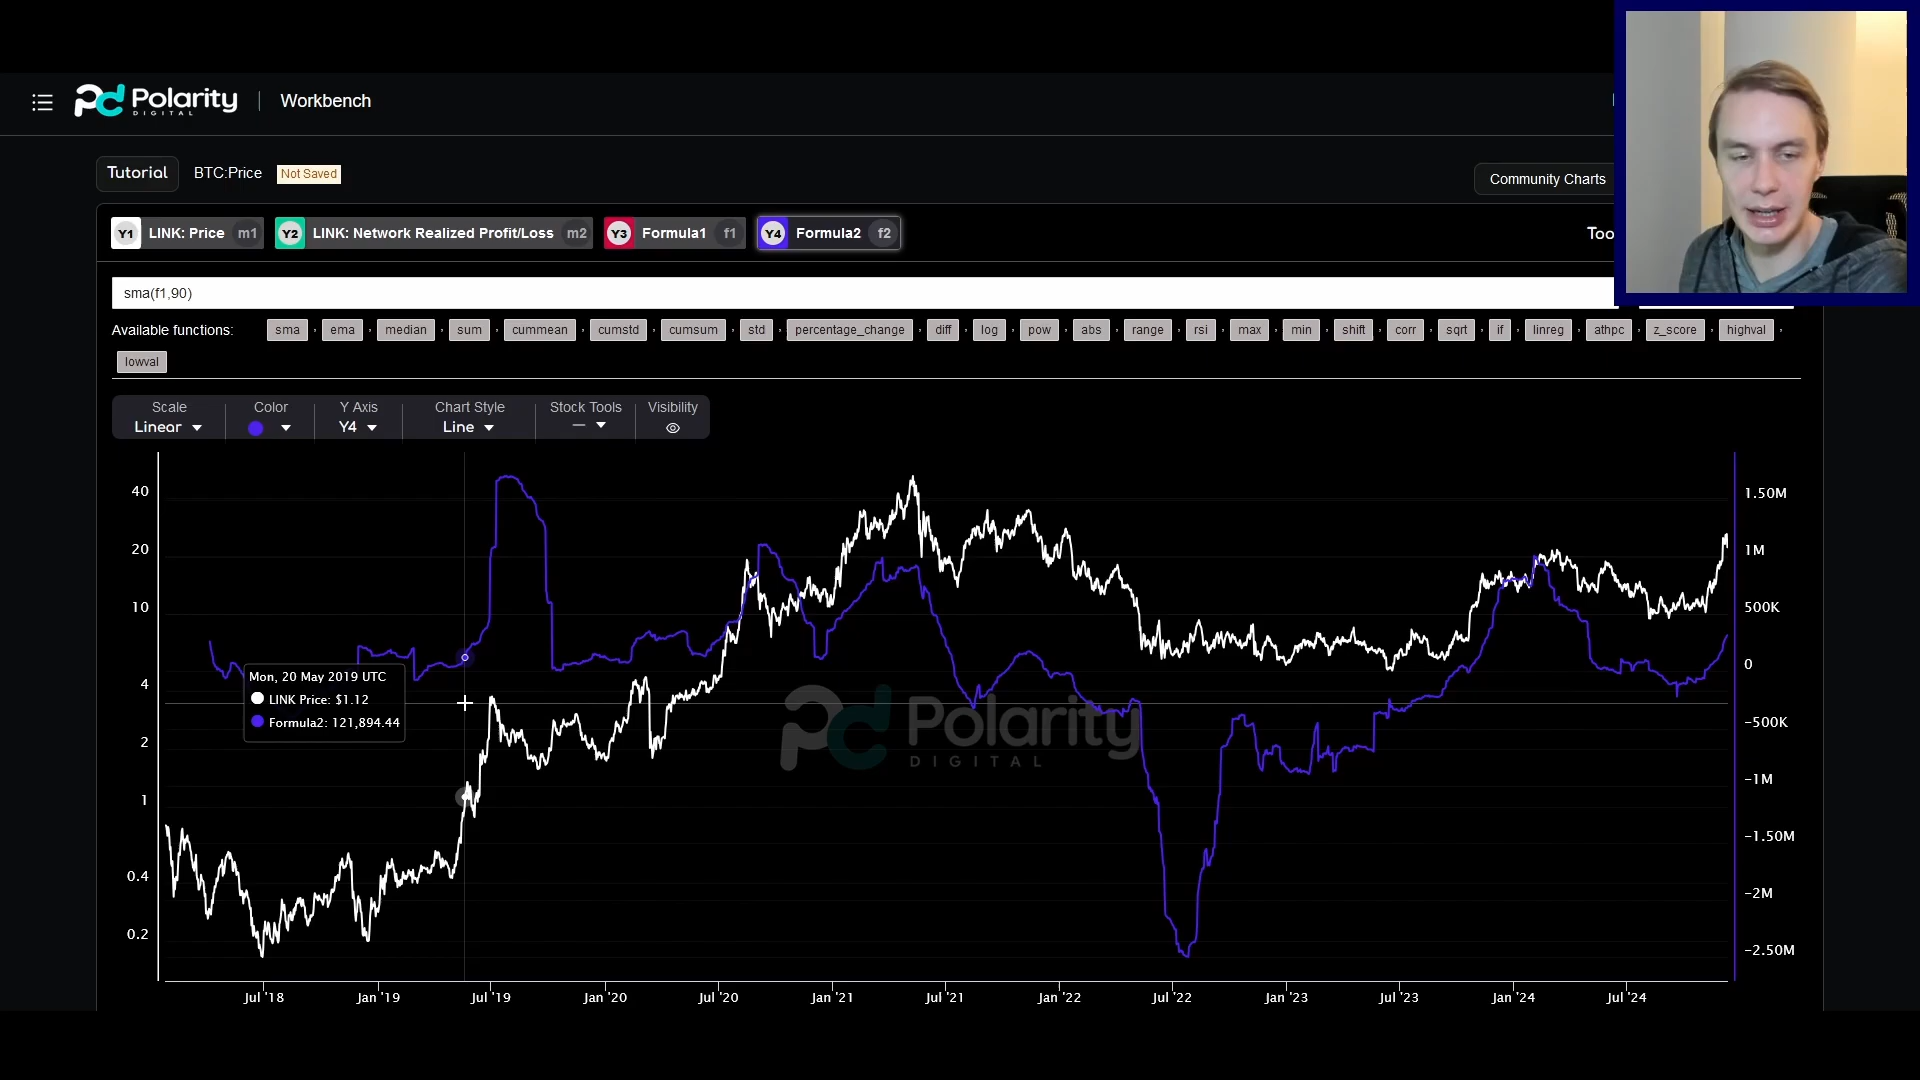 Polarity DIGITAL | Workbench
Tutorial BTC:Price Not Saved Community Charts
Y1 LINK: Price m1 Y2 LINK: Network Realized Profit/Loss m2 Y3 Formula1 f1 Y4 Formula2 f2 Too
sma(f1,90)
Available functions: sma , ema , median , sum , cummean , cumstd , cumsum , std , percentage_change , diff , log , pow , abs , range , rsi , max , min , shift , corr , sqrt , if , linreg , athpc , z_score , highval ,
lowval
Scale Color Y Axis Chart Style Stock Tools Visibility
Linear Y4 Line —
40 1.50M
20 1M
10 500K
4 0
Mon, 20 May 2019 UTC
LINK Price: $1.12
Formula2: 121,894.44
Polarity
DIGITAL
2 -500K
1 -1M
0.4 -1.50M
0.2 -2M
-2.50M
Jul '18 Jan '19 Jul '19 Jan '20 Jul '20 Jan '21 Jul '21 Jan '22 Jul '22 Jan '23 Jul '23 Jan '24 Jul '24